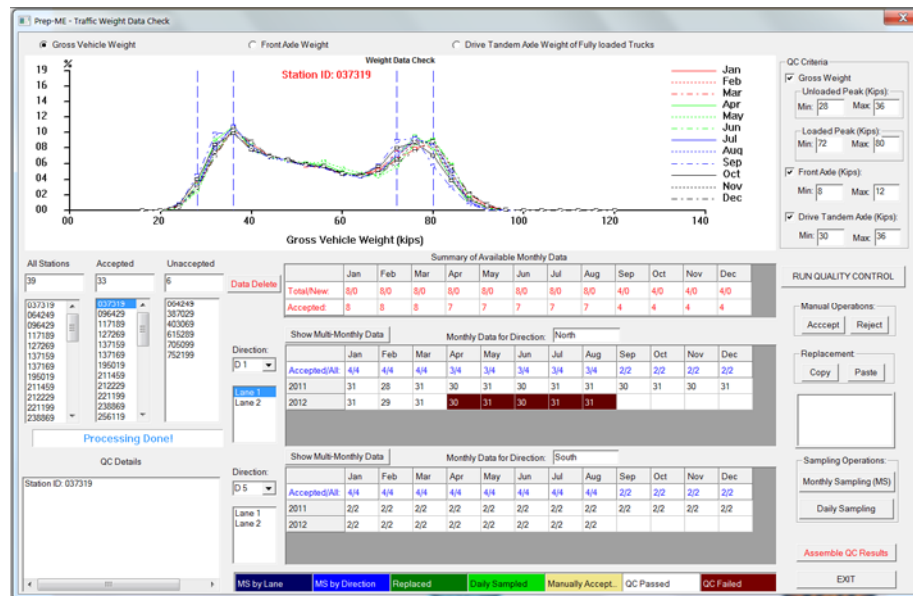 Prep-ME - Traffic Weight Data Check
Gross Vehicle Weight Front Axle Weight Drive Tandem Axle Weight of Fully loaded Trucks
Weight Data Check
Station ID: 037319
%
19
16
14
12
10
08
06
04
02
00
00 20 40 60 80 100 120 140
Gross Vehicle Weight (kips)
Jan
Feb
Mar
Apr
May
Jun
Jul
Aug
Sep
Oct
Nov
Dec
QC Criteria
Gross Weight
Unloaded Peak (Kips):
Min: 28 Max: 36
Loaded Peak (Kips):
Min: 72 Max: 80
Front Axle (Kips):
Min: 8 Max: 12
Drive Tandem Axle (Kips):
Min: 30 Max: 36
RUN QUALITY CONTROL
Manual Operations:
Acccept Reject
Replacement
Copy Paste
Sampling Operations:
Monthly Sampling (MS)
Daily Sampling
Assemble QC Results
EXIT
All Stations Accepted Unaccepted
39 33 6
037319
064249
096429
117189
127269
137159
137169
195019
211459
212229
221199
238869
037319
096429
117189
127269
137159
137169
195019
211459
212229
221199
238869
256119
064249
387029
403069
615289
705099
752199
Processing Done!
QC Details
Station ID: 037319
Data Delete
Summary of Available Monthly Data
Jan Feb Mar Apr May Jun Jul Aug Sep Oct Nov Dec
Total/New: 8/0 8/0 8/0 8/0 8/0 8/0 8/0 8/0 4/0 4/0 4/0 4/0
Accepted: 8 8 8 7 7 7 7 7 4 4 4 4
Show Multi-Monthly Data Monthly Data for Direction: North
Direction:
D 1
Lane 1
Lane 2
Jan Feb Mar Apr May Jun Jul Aug Sep Oct Nov Dec
Accepted/All: 4/4 4/4 4/4 3/4 3/4 3/4 3/4 3/4 2/2 2/2 2/2 2/2
2011 31 28 31 30 31 30 31 31 30 31 30 31
2012 31 29 31 30 31 30 31 31
Show Multi-Monthly Data Monthly Data for Direction: South
Direction:
D 5
Lane 1
Lane 2
Jan Feb Mar Apr May Jun Jul Aug Sep Oct Nov Dec
Accepted/All: 4/4 4/4 4/4 4/4 4/4 4/4 4/4 4/4 2/2 2/2 2/2 2/2
2011 2/2 2/2 2/2 2/2 2/2 2/2 2/2 2/2 2/2 2/2 2/2 2/2
2012 2/2 2/2 2/2 2/2 2/2 2/2 2/2 2/2
MS by Lane MS by Direction Replaced Daily Sampled Manually Accept... QC Passed QC Failed